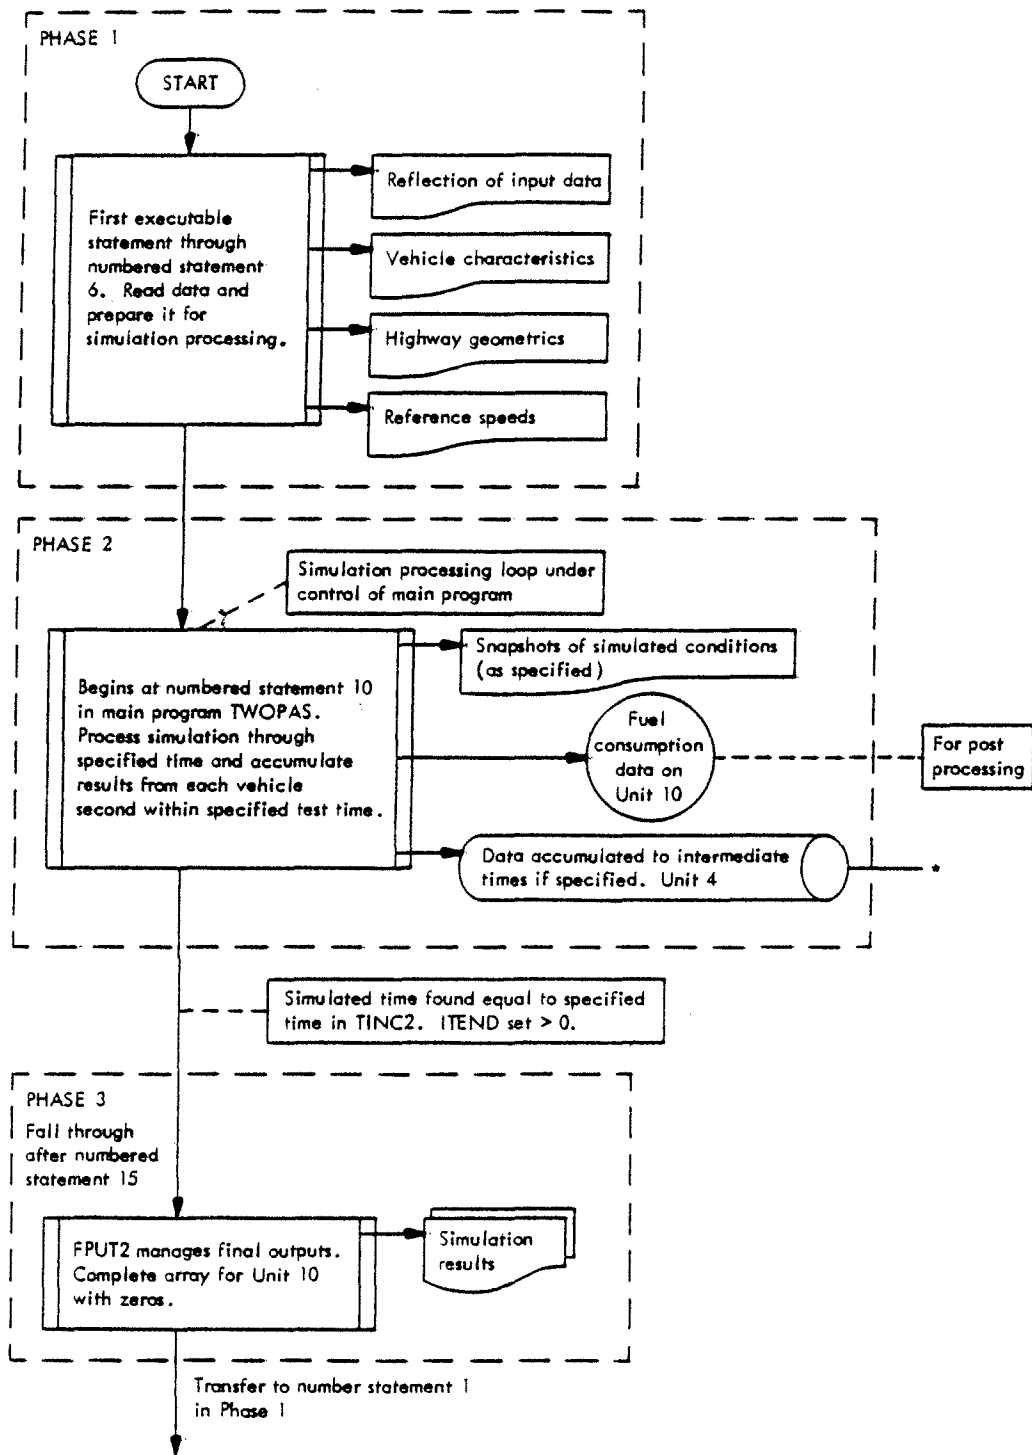 PHASE 1
START
First executable
statement through
numbered statement
6. Read data and
prepare it for
simulation processing.
Reflection of input data
Vehicle characteristics
Highway geometrics
Reference speeds
PHASE 2
Simulation processing loop under
control of main program
Begins at numbered statement 10
in main program TWOPAS.
Process simulation through
specified time and accumulate
results from each vehicle
second within specified test time.
Snapshots of simulated conditions
(as specified)
Fuel
consumption
data on
Unit 10
For post
processing
Data accumulated to intermediate
times if specified. Unit 4
*
Simulated time found equal to specified
time in TINC2. ITEND set > 0.
PHASE 3
Fall through
after numbered
statement 15
FPUT2 manages final outputs.
Complete array for Unit 10
with zeros.
Simulation
results
Transfer to number statement 1
in Phase 1